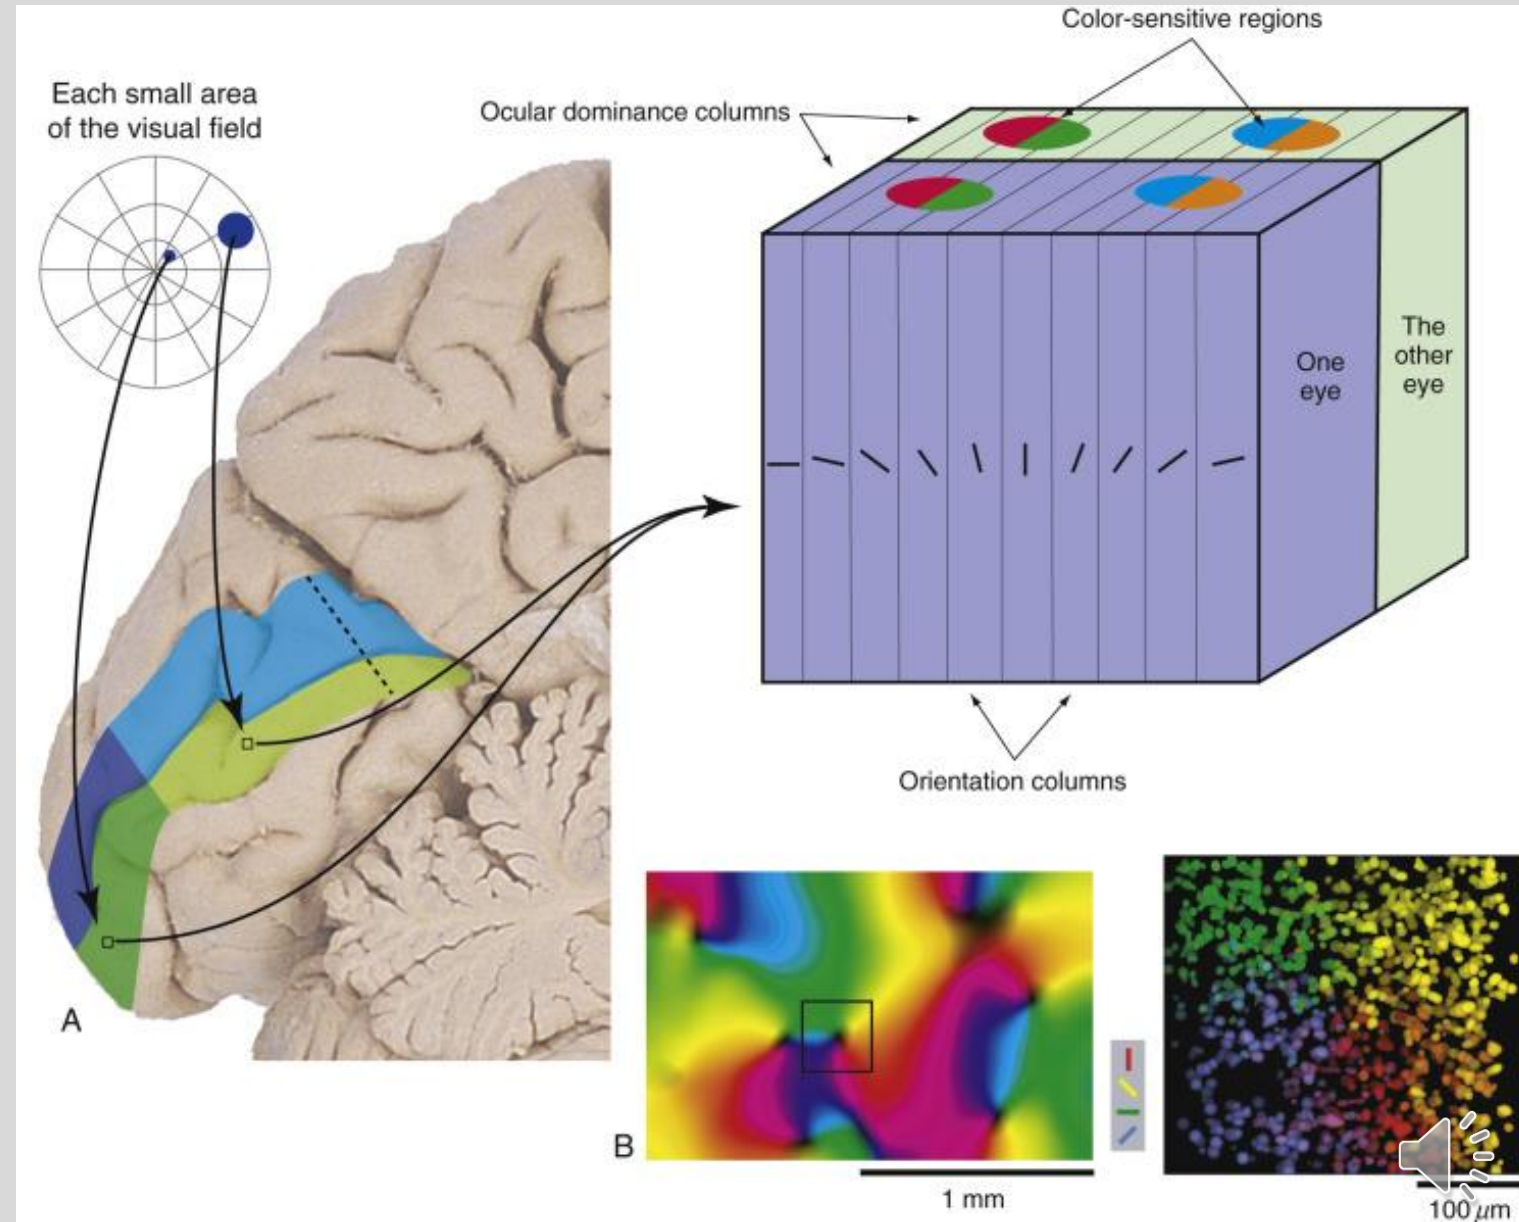 Color-sensitive regions
Each small area
of the visual field
Ocular dominance columns
One
eye
The
other
eye
Orientation columns
A
B
1 mm
100 μm